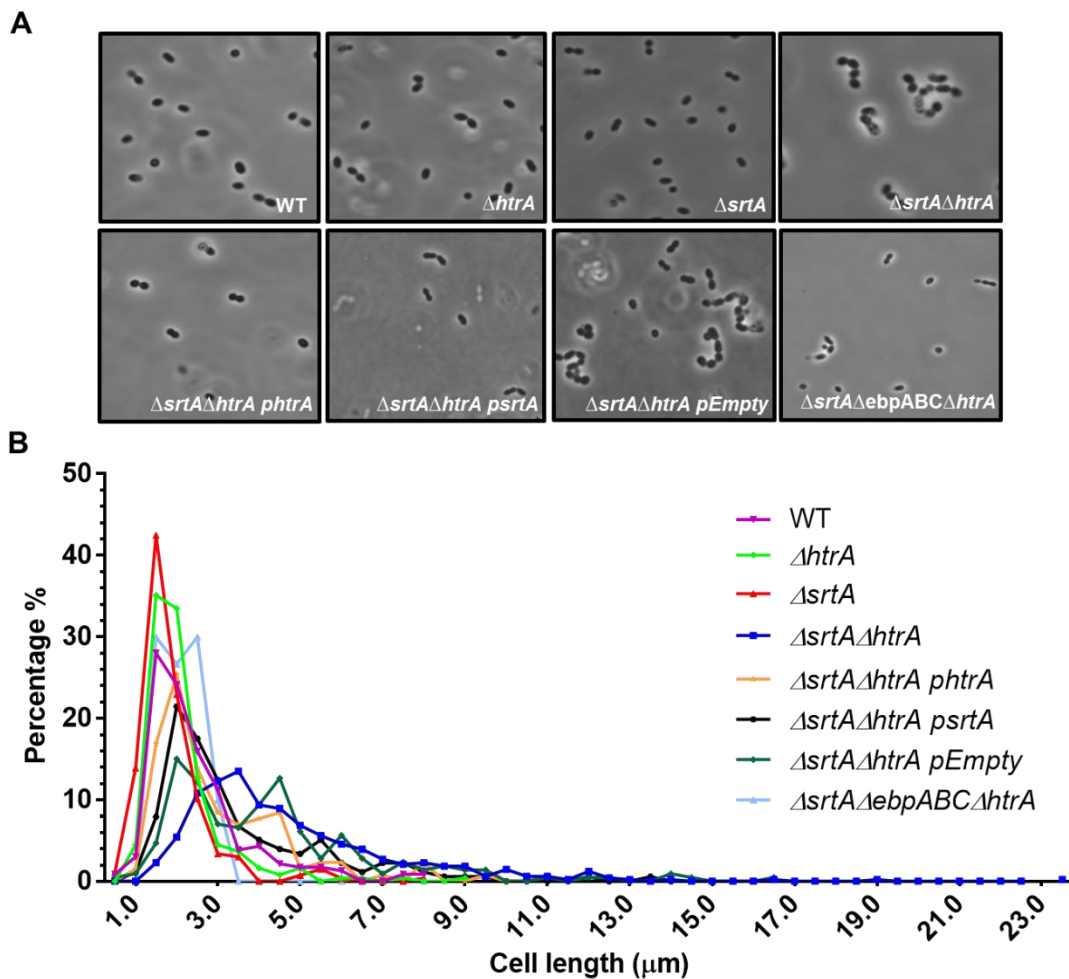 A
WT
ΔhtrA
ΔsrtA
ΔsrtAΔhtrA
ΔsrtAΔhtrA phtrA
ΔsrtAΔhtrA psrtA
ΔsrtAΔhtrA pEmpty
ΔsrtAΔebpABCΔhtrA
B
50
40
30
20
10
0
Percentage %
WT
ΔhtrA
ΔsrtA
ΔsrtAΔhtrA
ΔsrtAΔhtrA phtrA
ΔsrtAΔhtrA psrtA
ΔsrtAΔhtrA pEmpty
ΔsrtAΔebpABCΔhtrA
1.0 3.0 5.0 7.0 9.0 11.0 13.0 15.0 17.0 19.0 21.0 23.0
Cell length (μm)